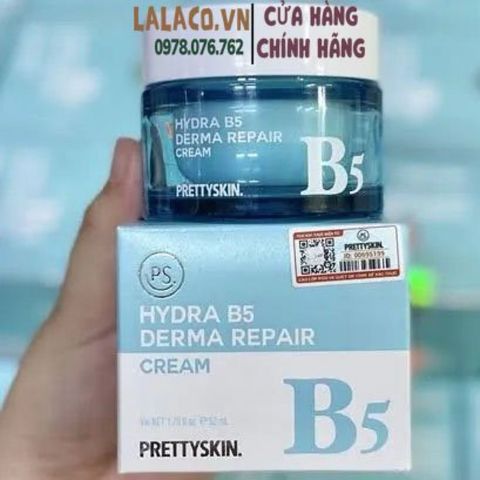 LALACO.VN
0978.076.762
CỬA HÀNG
CHÍNH HÃNG
HYDRA B5
DERMA REPAIR
CREAM
PRETTYSKIN.
B5
PS.
PRETTYSKIN.
HYDRA B5
DERMA REPAIR
CREAM
B5
PRETTYSKIN.